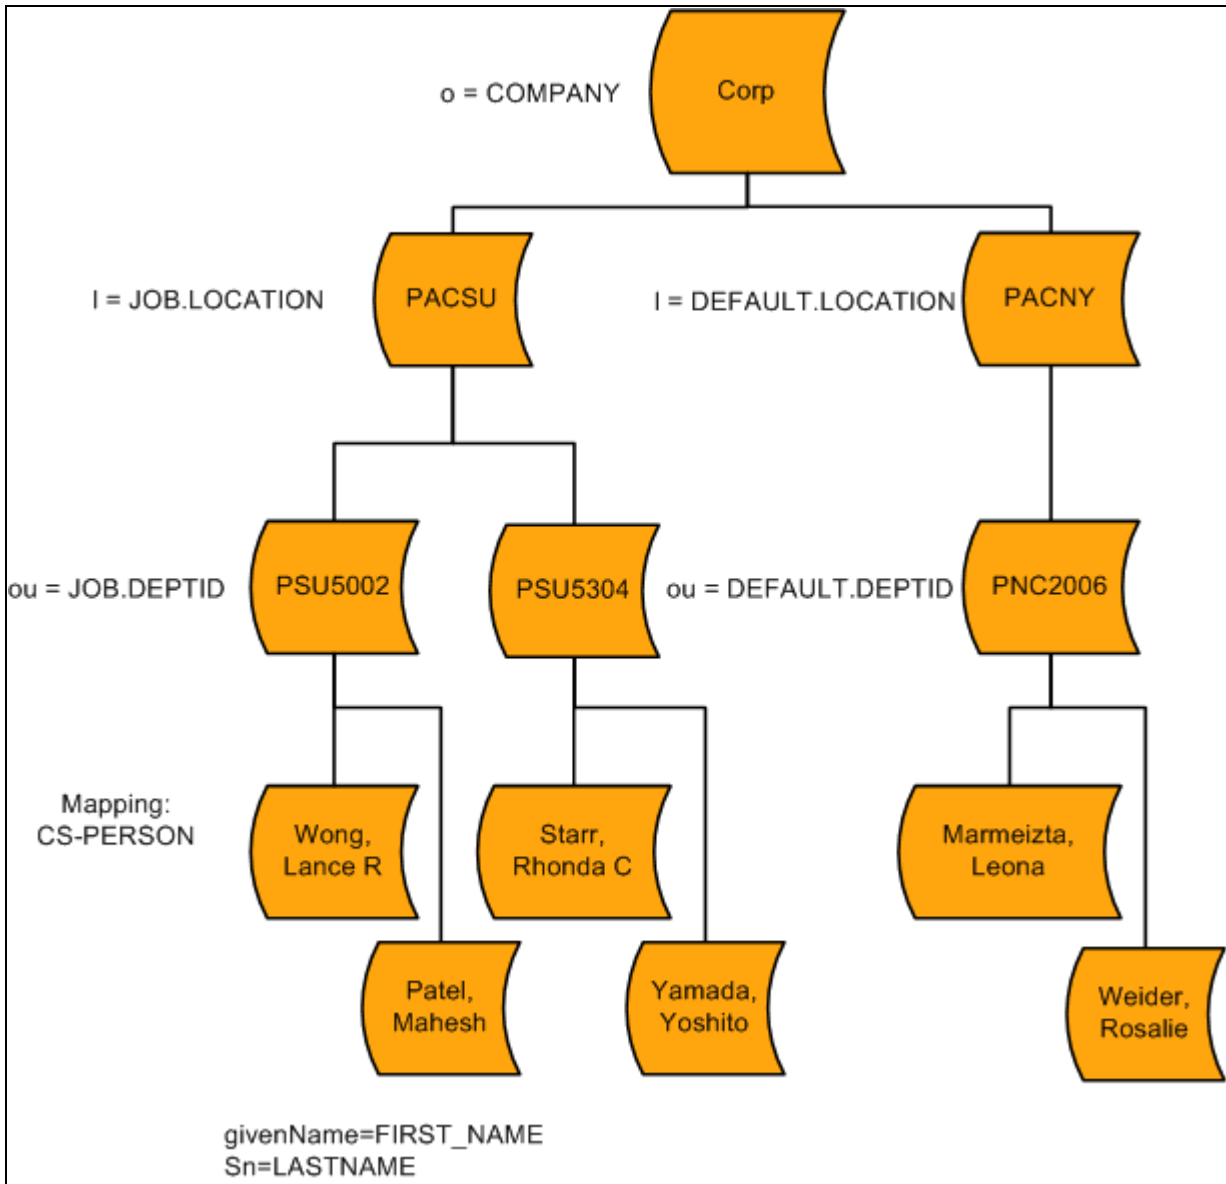 o = COMPANY
Corp
l = JOB.LOCATION
PACSU
l = DEFAULT.LOCATION
PACNY
ou = JOB.DEPTID
PSU5002
PSU5304
ou = DEFAULT.DEPTID
PNC2006
Mapping:
CS-PERSON
Wong,
Lance R
Starr,
Rhonda C
Marmeizta,
Leona
Patel,
Mahesh
Yamada,
Yoshito
Weider,
Rosalie
givenName=FIRST_NAME
Sn=LASTNAME